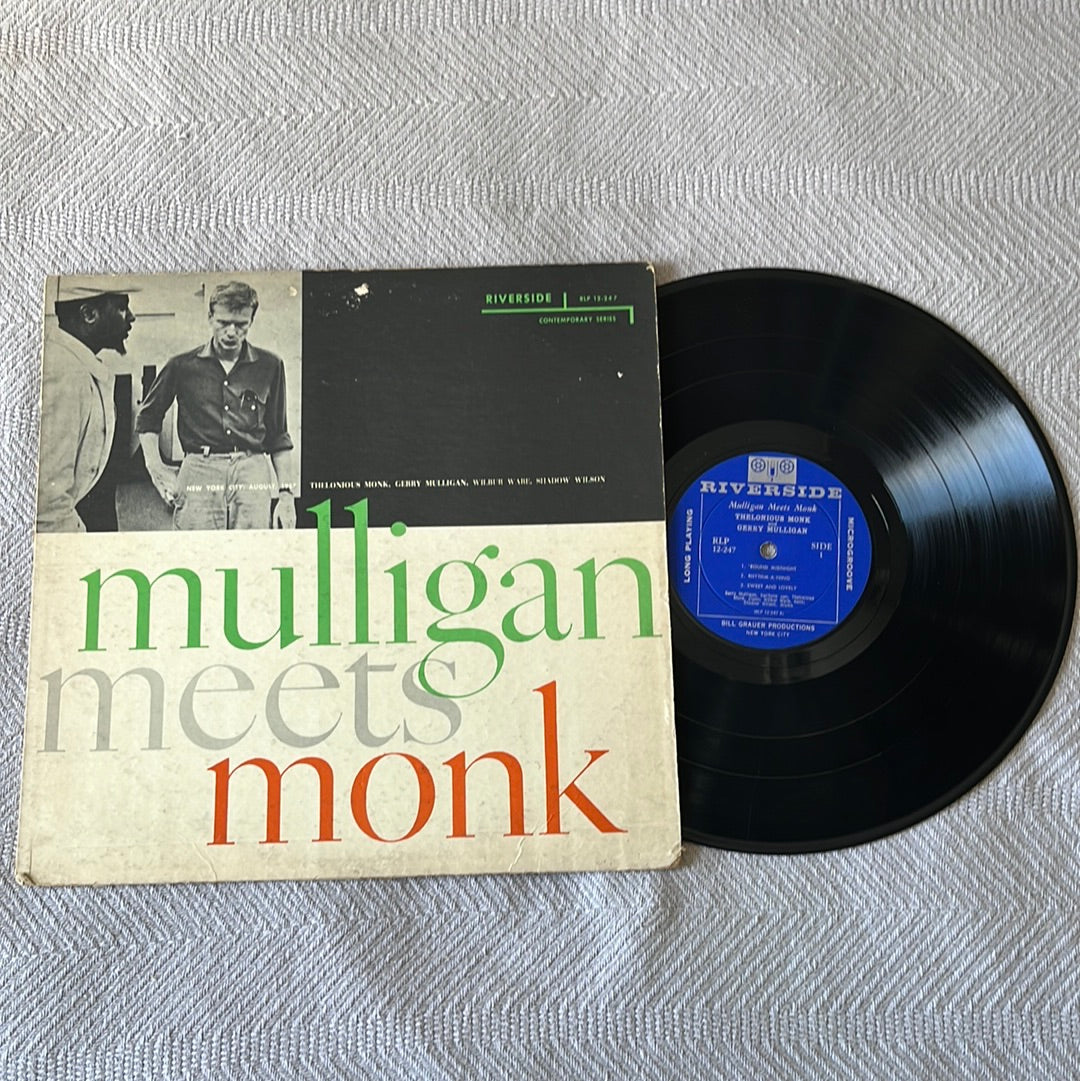 RIVERSIDE RLP 12-247
CONTEMPORARY SERIES
NEW YORK CITY: AUGUST, 1957
THELONIOUS MONK, GERRY MULLIGAN, WILBUR WARE, SHADOW WILSON
mulligan
meets
monk
RIVERSIDE
Mulligan Meets Monk
THELONIOUS MONK
GERRY MULLIGAN
LONG PLAYING
MICROGROOVE
RLP
12-247
SIDE
1
1. 'ROUND MIDNIGHT
2. RHYTHM-A-NING
3. SWEET AND LOVELY
BILL GRAUER PRODUCTIONS
NEW YORK CITY